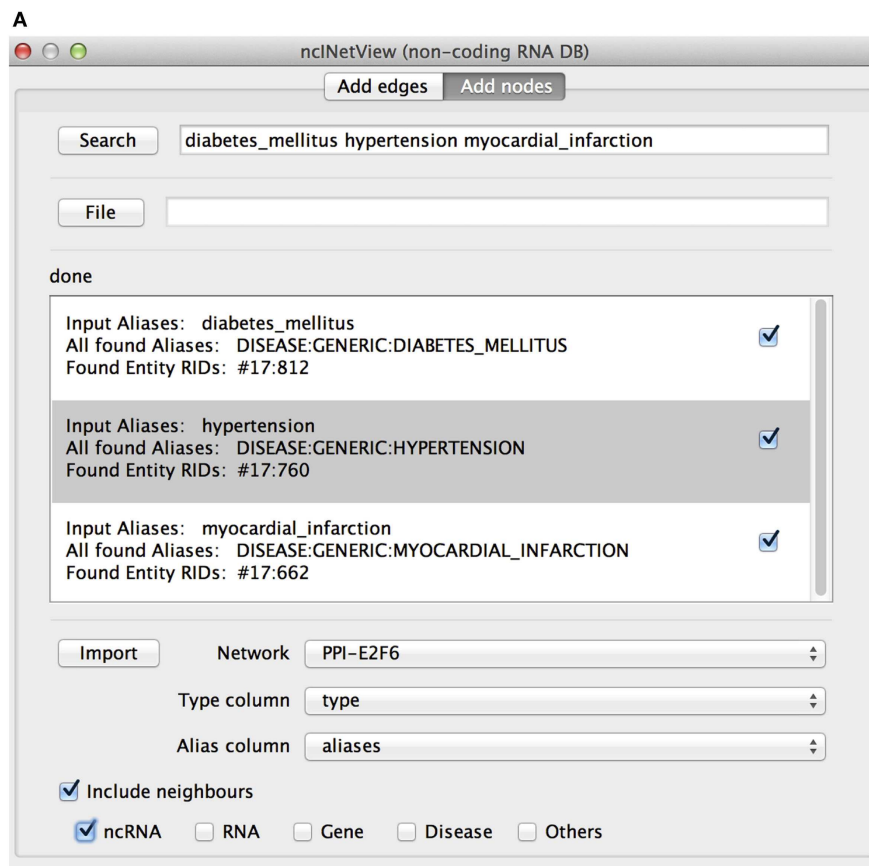 A
nclNetView (non-coding RNA DB)
Add edges Add nodes
Search diabetes_mellitus hypertension myocardial_infarction
File
done
Input Aliases: diabetes_mellitus
All found Aliases: DISEASE:GENERIC:DIABETES_MELLITUS
Found Entity RIDs: #17:812
Input Aliases: hypertension
All found Aliases: DISEASE:GENERIC:HYPERTENSION
Found Entity RIDs: #17:760
Input Aliases: myocardial_infarction
All found Aliases: DISEASE:GENERIC:MYOCARDIAL_INFARCTION
Found Entity RIDs: #17:662
Import Network PPI-E2F6
Type column type
Alias column aliases
Include neighbours
ncRNA RNA Gene Disease Others